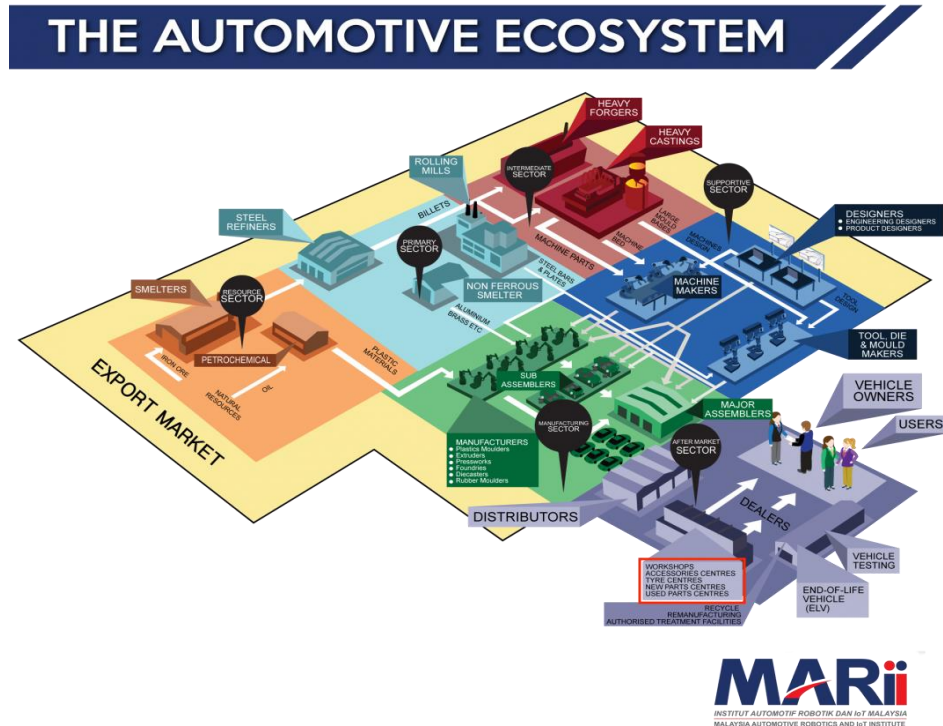 THE AUTOMOTIVE ECOSYSTEM
HEAVY
FORGERS
HEAVY
CASTINGS
ROLLING
MILLS
INTERMEDIATE
SECTOR
SUPPORTIVE
SECTOR
BILLETS
LARGE
MOULD
BASES
MACHINES
DESIGN
DESIGNERS
● ENGINEERING DESIGNERS
● PRODUCT DESIGNERS
STEEL
REFINERS
PRIMARY
SECTOR
MACHINE PARTS
MACHINE
BED
STEEL BARS
& PLATES
MACHINE
MAKERS
NON FERROUS
SMELTER
TOOL
DESIGN
SMELTERS
RESOURCE
SECTOR
ALUMINIUM
BRASS ETC
TOOL, DIE
& MOULD
MAKERS
PETROCHEMICAL
IRON ORE
PLASTIC
MATERIALS
NATURAL
RESOURCES
OIL
SUB
ASSEMBLERS
MAJOR
ASSEMBLERS
VEHICLE
OWNERS
USERS
EXPORT MARKET
MANUFACTURING
SECTOR
AFTER MARKET
SECTOR
MANUFACTURERS
● Plastics Moulders
● Extruders
● Pressworks
● Foundries
● Diecasters
● Rubber Moulders
DISTRIBUTORS
DEALERS
VEHICLE
TESTING
WORKSHOPS
ACCESSORIES CENTRES
TYRE CENTRES
NEW PARTS CENTRES
USED PARTS CENTRES
END-OF-LIFE
VEHICLE
(ELV)
RECYCLE
REMANUFACTURING
AUTHORISED TREATMENT FACILITIES
MARii
INSTITUT AUTOMOTIF ROBOTIK DAN IoT MALAYSIA
MALAYSIA AUTOMOTIVE ROBOTICS AND IoT INSTITUTE